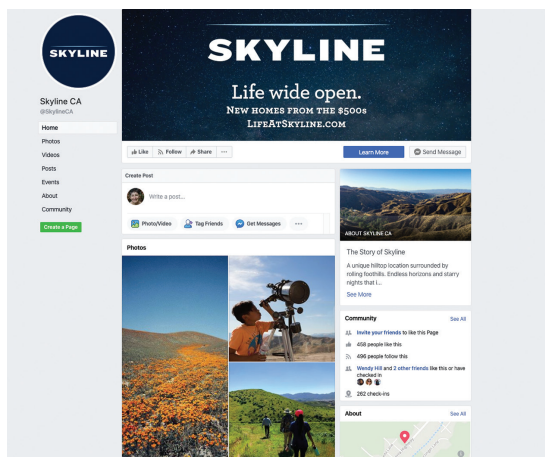 SKYLINE
SKYLINE
Life wide open.
NEW HOMES FROM THE $500s
LIFEATSKYLINE.COM
Skyline CA
@SkylineCA
Home
Photos
Videos
Posts
Events
About
Community
Create a Page
Like
Follow
Share
...
Learn More
Send Message
Create Post
Write a post...
Photo/Video
Tag Friends
Get Messages
...
Photos
ABOUT SKYLINE CA
The Story of Skyline
A unique hilltop location surrounded by
rolling foothills. Endless horizons and starry
nights that i...
See More
Community
See All
Invite your friends to like this Page
458 people like this
496 people follow this
Wendy Hill and 2 other friends like this or have
checked in
282 check-ins
About
See All